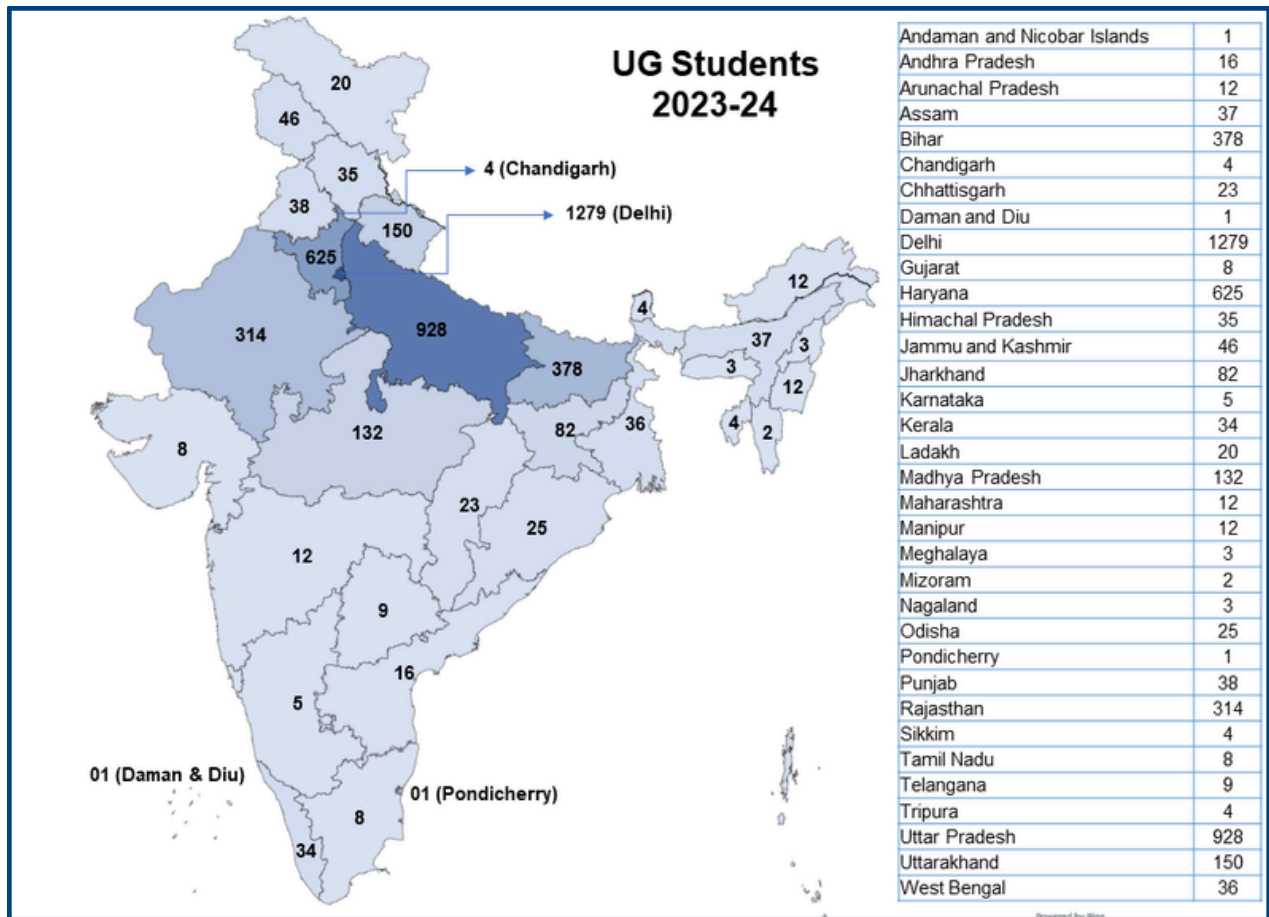 UG Students
2023-24
20
46
35
4 (Chandigarh)
38
1279 (Delhi)
150
625
12
4
314
928
37
3
3
378
12
132
82
36
4
2
8
23
25
12
9
16
5
01 (Daman & Diu)
01 (Pondicherry)
8
34
Andaman and Nicobar Islands 1
Andhra Pradesh 16
Arunachal Pradesh 12
Assam 37
Bihar 378
Chandigarh 4
Chhattisgarh 23
Daman and Diu 1
Delhi 1279
Gujarat 8
Haryana 625
Himachal Pradesh 35
Jammu and Kashmir 46
Jharkhand 82
Karnataka 5
Kerala 34
Ladakh 20
Madhya Pradesh 132
Maharashtra 12
Manipur 12
Meghalaya 3
Mizoram 2
Nagaland 3
Odisha 25
Pondicherry 1
Punjab 38
Rajasthan 314
Sikkim 4
Tamil Nadu 8
Telangana 9
Tripura 4
Uttar Pradesh 928
Uttarakhand 150
West Bengal 36
Powered by Bing